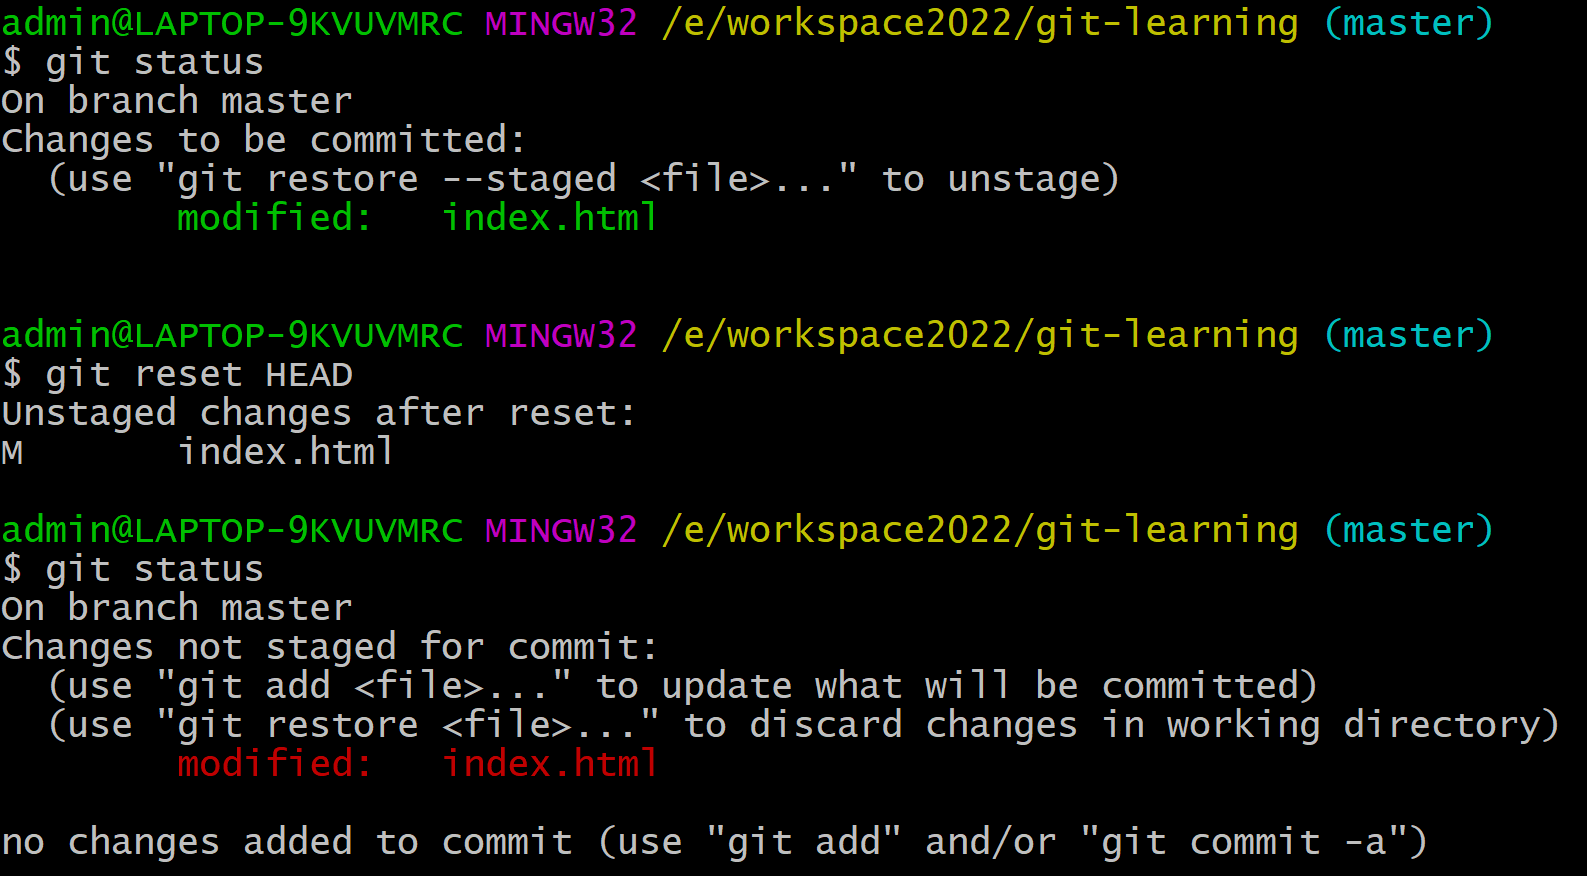 admin@LAPTOP-9KVUVMRC MINGW32 /e/workspace2022/git-learning (master)
$ git status
On branch master
Changes to be committed:
  (use "git restore --staged <file>..." to unstage)
        modified:   index.html

admin@LAPTOP-9KVUVMRC MINGW32 /e/workspace2022/git-learning (master)
$ git reset HEAD
Unstaged changes after reset:
M       index.html

admin@LAPTOP-9KVUVMRC MINGW32 /e/workspace2022/git-learning (master)
$ git status
On branch master
Changes not staged for commit:
  (use "git add <file>..." to update what will be committed)
  (use "git restore <file>..." to discard changes in working directory)
        modified:   index.html

no changes added to commit (use "git add" and/or "git commit -a")